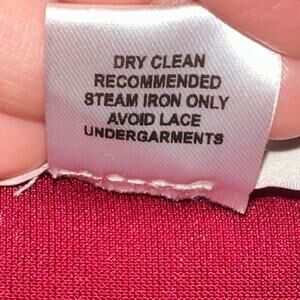 DRY CLEAN
RECOMMENDED
STEAM IRON ONLY
AVOID LACE
UNDERGARMENTS